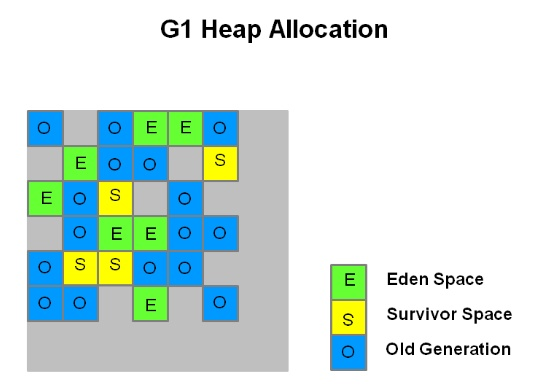 G1 Heap Allocation
O O E E O
E O O S
E O S O
O E E O O
O S S O O
O O E O
E Eden Space
S Survivor Space
O Old Generation